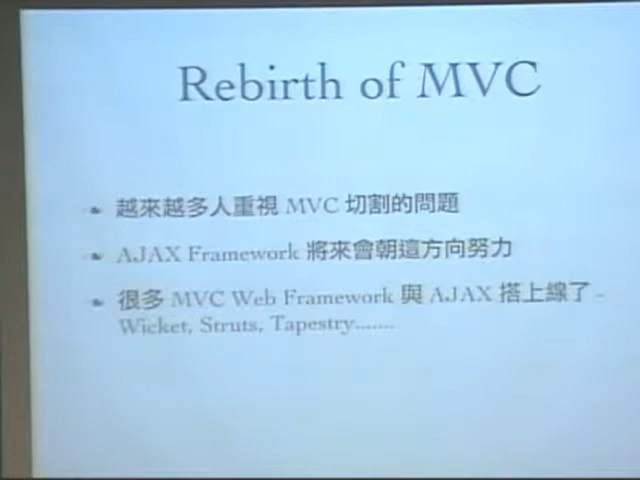 Rebirth of MVC
越來越多人重視 MVC 切割的問題
AJAX Framework 將來會朝這方向努力
很多 MVC Web Framework 與 AJAX 搭上線了 –
Wicket, Struts, Tapestry.......